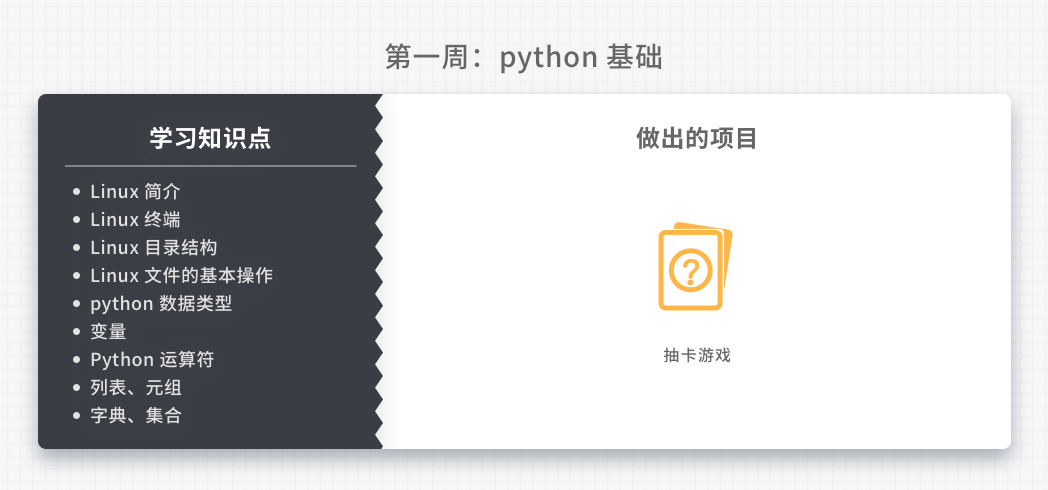 第一周：python 基础
学习知识点
Linux 简介
Linux 终端
Linux 目录结构
Linux 文件的基本操作
python 数据类型
变量
Python 运算符
列表、元组
字典、集合
做出的项目
?
抽卡游戏